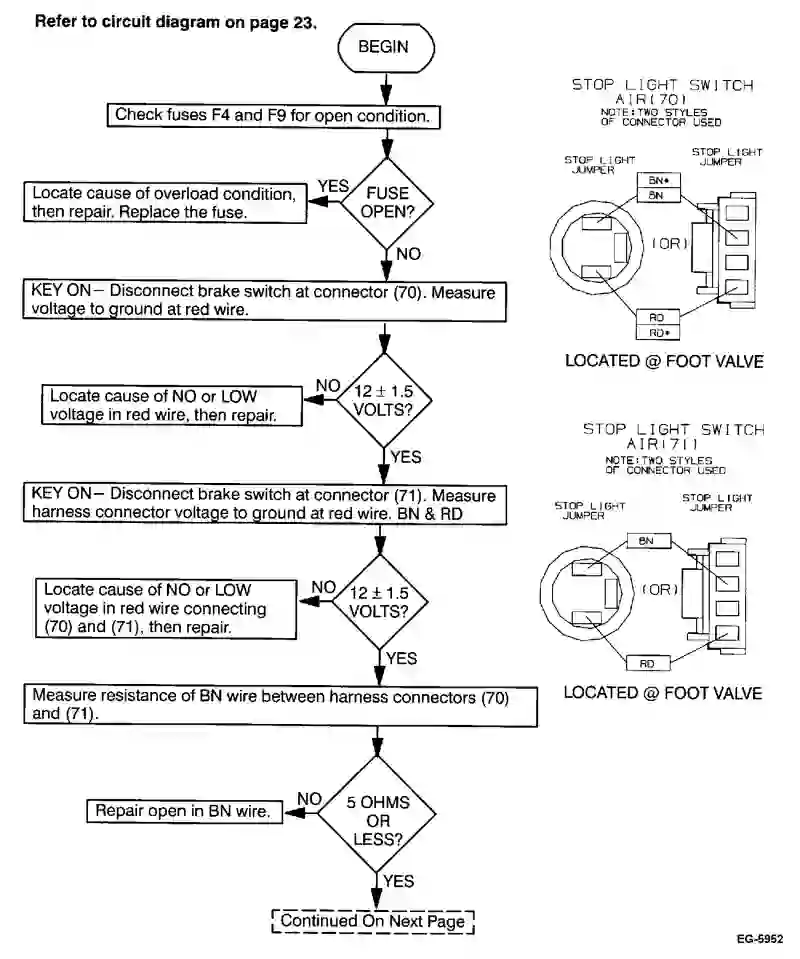 Refer to circuit diagram on page 23.
BEGIN
Check fuses F4 and F9 for open condition.
FUSE
OPEN?
YES
Locate cause of overload condition,
then repair. Replace the fuse.
NO
KEY ON – Disconnect brake switch at connector (70). Measure
voltage to ground at red wire.
12 ± 1.5
VOLTS?
NO
Locate cause of NO or LOW
voltage in red wire, then repair.
YES
KEY ON – Disconnect brake switch at connector (71). Measure
harness connector voltage to ground at red wire. BN & RD
12 ± 1.5
VOLTS?
NO
Locate cause of NO or LOW
voltage in red wire connecting
(70) and (71), then repair.
YES
Measure resistance of BN wire between harness connectors (70)
and (71).
5 OHMS
OR
LESS?
NO
Repair open in BN wire.
YES
Continued On Next Page
STOP LIGHT SWITCH
AIR(70)
NOTE:TWO STYLES
OF CONNECTOR USED
STOP LIGHT
JUMPER
STOP LIGHT
JUMPER
BN*
BN
(OR)
RD
RD*
LOCATED @ FOOT VALVE
STOP LIGHT SWITCH
AIR(71)
NOTE:TWO STYLES
OF CONNECTOR USED
STOP LIGHT
JUMPER
STOP LIGHT
JUMPER
BN
(OR)
RD
LOCATED @ FOOT VALVE
EG-5952